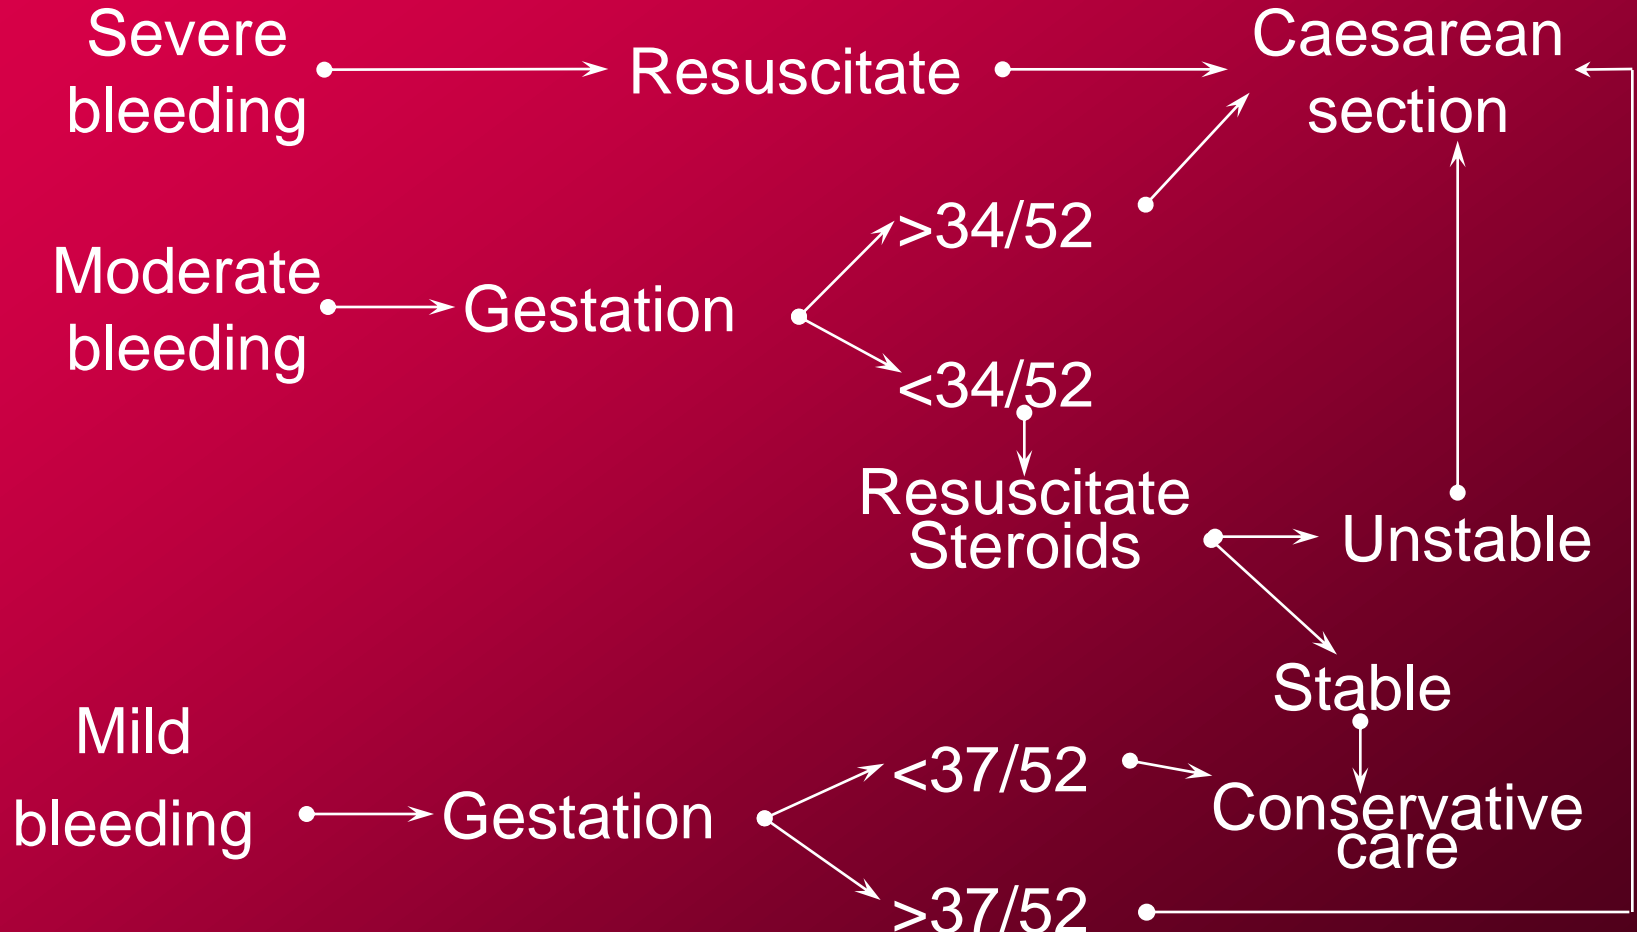 Severe
bleeding
Resuscitate
Caesarean
section
>34/52
Moderate
bleeding
Gestation
<34/52
Resuscitate
Steroids
Unstable
Stable
Mild
bleeding
Gestation
<37/52
Conservative
care
>37/52